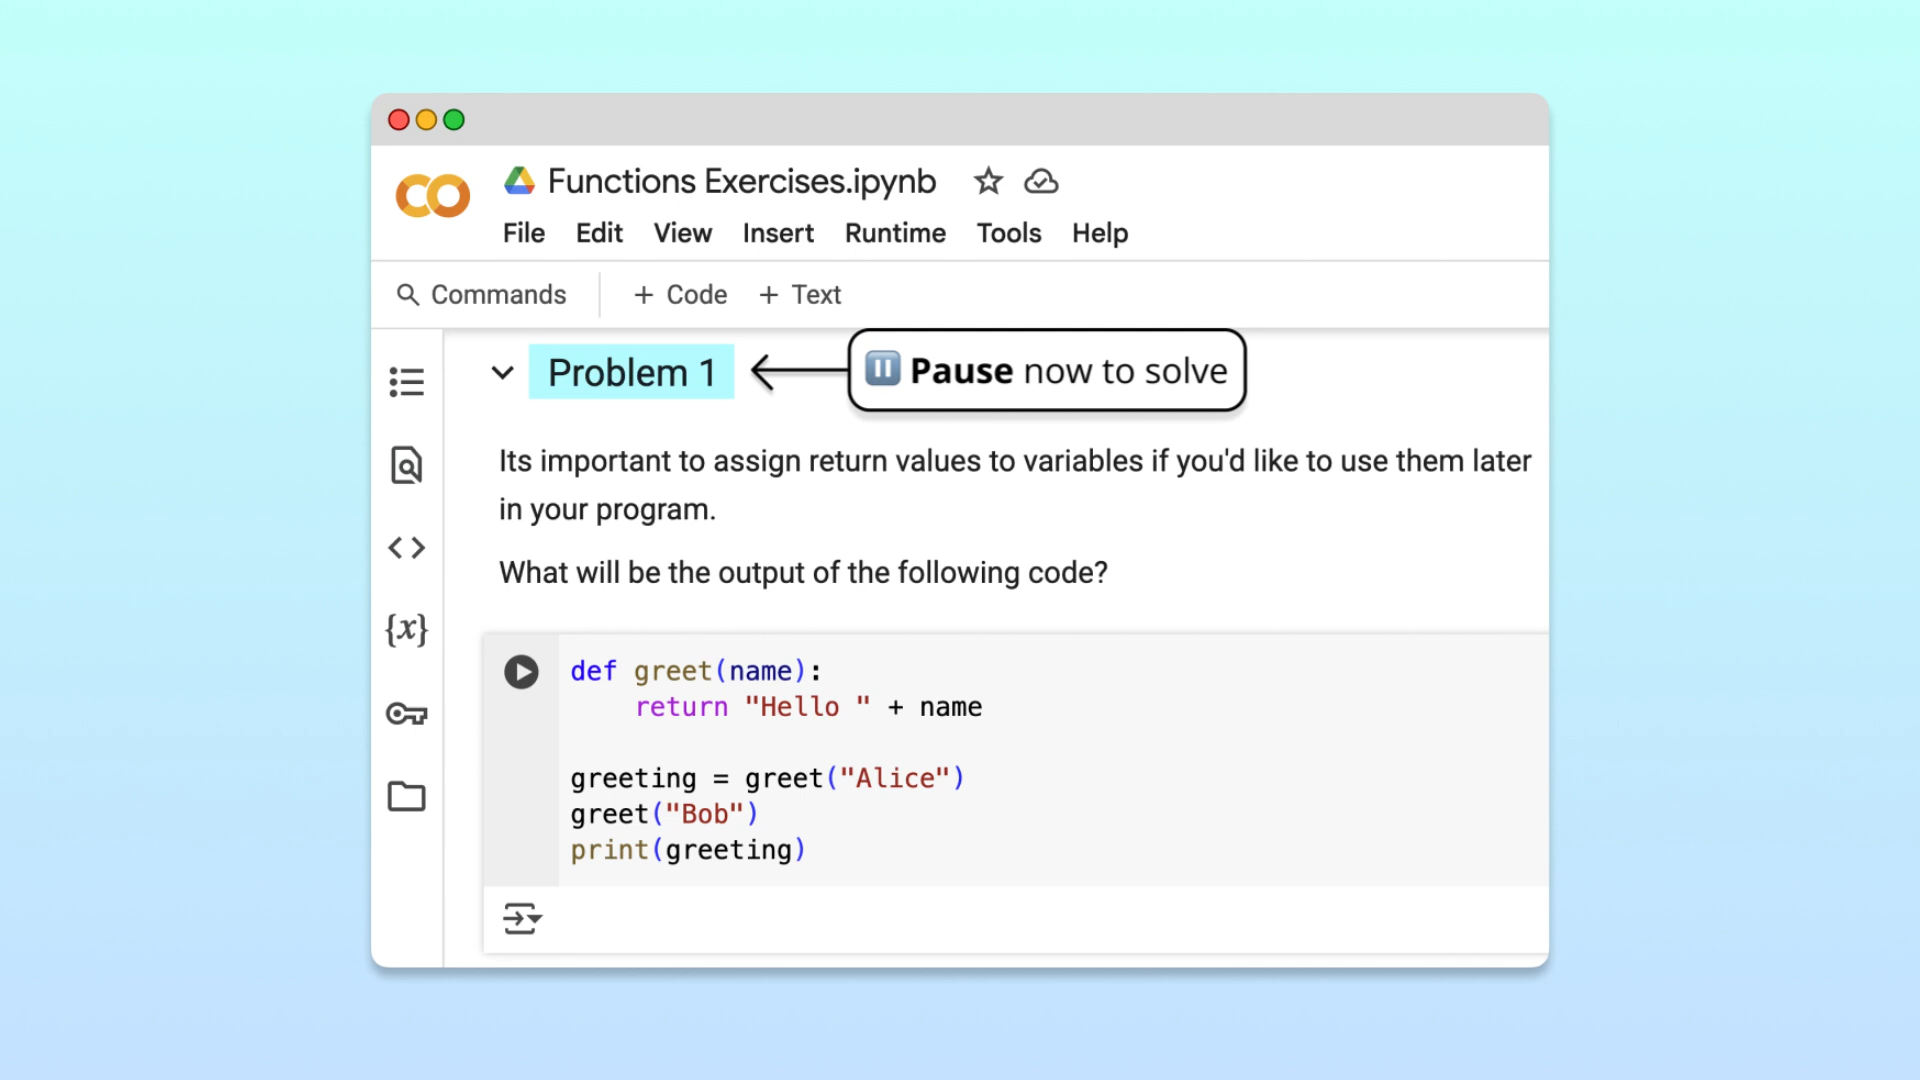 Functions Exercises.ipynb
File Edit View Insert Runtime Tools Help
Commands + Code + Text
Problem 1
Pause now to solve
Its important to assign return values to variables if you'd like to use them later
in your program.
What will be the output of the following code?
{x}
def greet(name):
    return "Hello " + name
greeting = greet("Alice")
greet("Bob")
print(greeting)